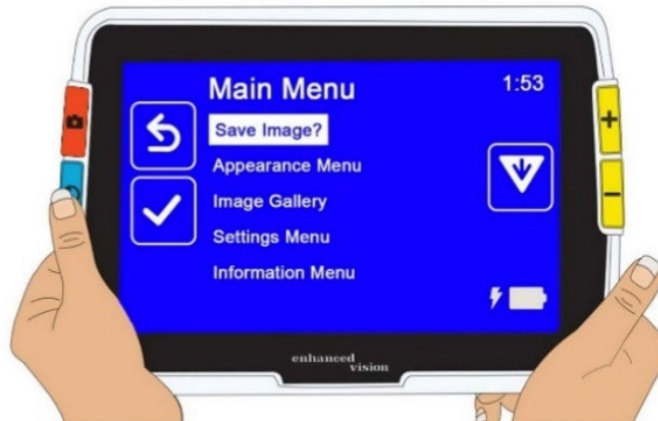 Main Menu
1:53
Save Image?
Appearance Menu
Image Gallery
Settings Menu
Information Menu
+
−
enhanced
vision